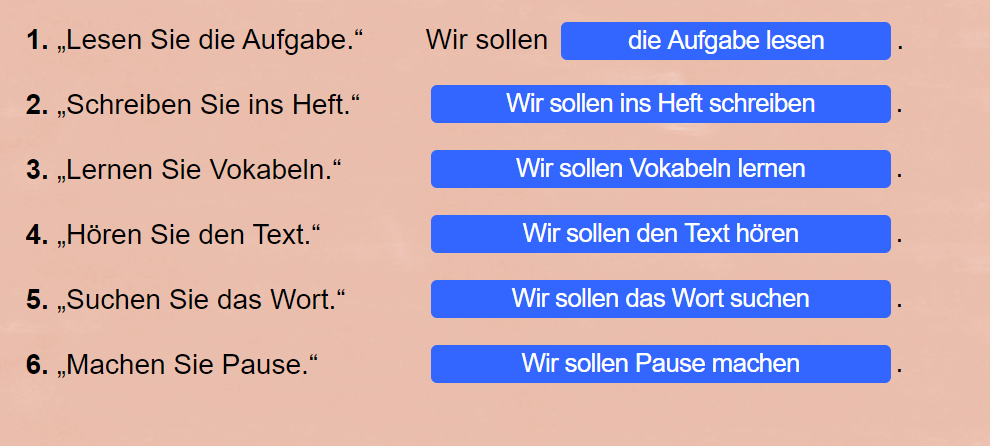 1. „Lesen Sie die Aufgabe.“ Wir sollen die Aufgabe lesen .
2. „Schreiben Sie ins Heft.“ Wir sollen ins Heft schreiben .
3. „Lernen Sie Vokabeln.“ Wir sollen Vokabeln lernen .
4. „Hören Sie den Text.“ Wir sollen den Text hören .
5. „Suchen Sie das Wort.“ Wir sollen das Wort suchen .
6. „Machen Sie Pause.“ Wir sollen Pause machen .